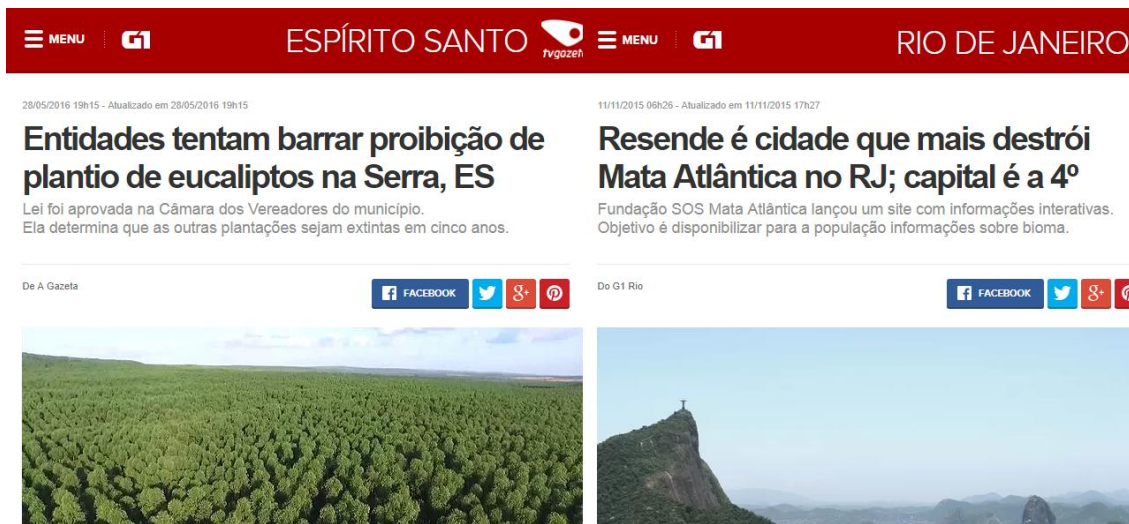 MENU
G1
ESPÍRITO SANTO
28/05/2016 19h15 - Atualizado em 28/05/2016 19h15
Entidades tentam barrar proibição de
plantio de eucaliptos na Serra, ES
Lei foi aprovada na Câmara dos Vereadores do município.
Ela determina que as outras plantações sejam extintas em cinco anos.
De A Gazeta
FACEBOOK
8+
MENU
G1
RIO DE JANEIRO
11/11/2015 06h26 - Atualizado em 11/11/2015 17h27
Resende é cidade que mais destrói
Mata Atlântica no RJ; capital é a 4º
Fundação SOS Mata Atlântica lançou um site com informações interativas.
Objetivo é disponibilizar para a população informações sobre bioma.
Do G1 Rio
FACEBOOK
8+